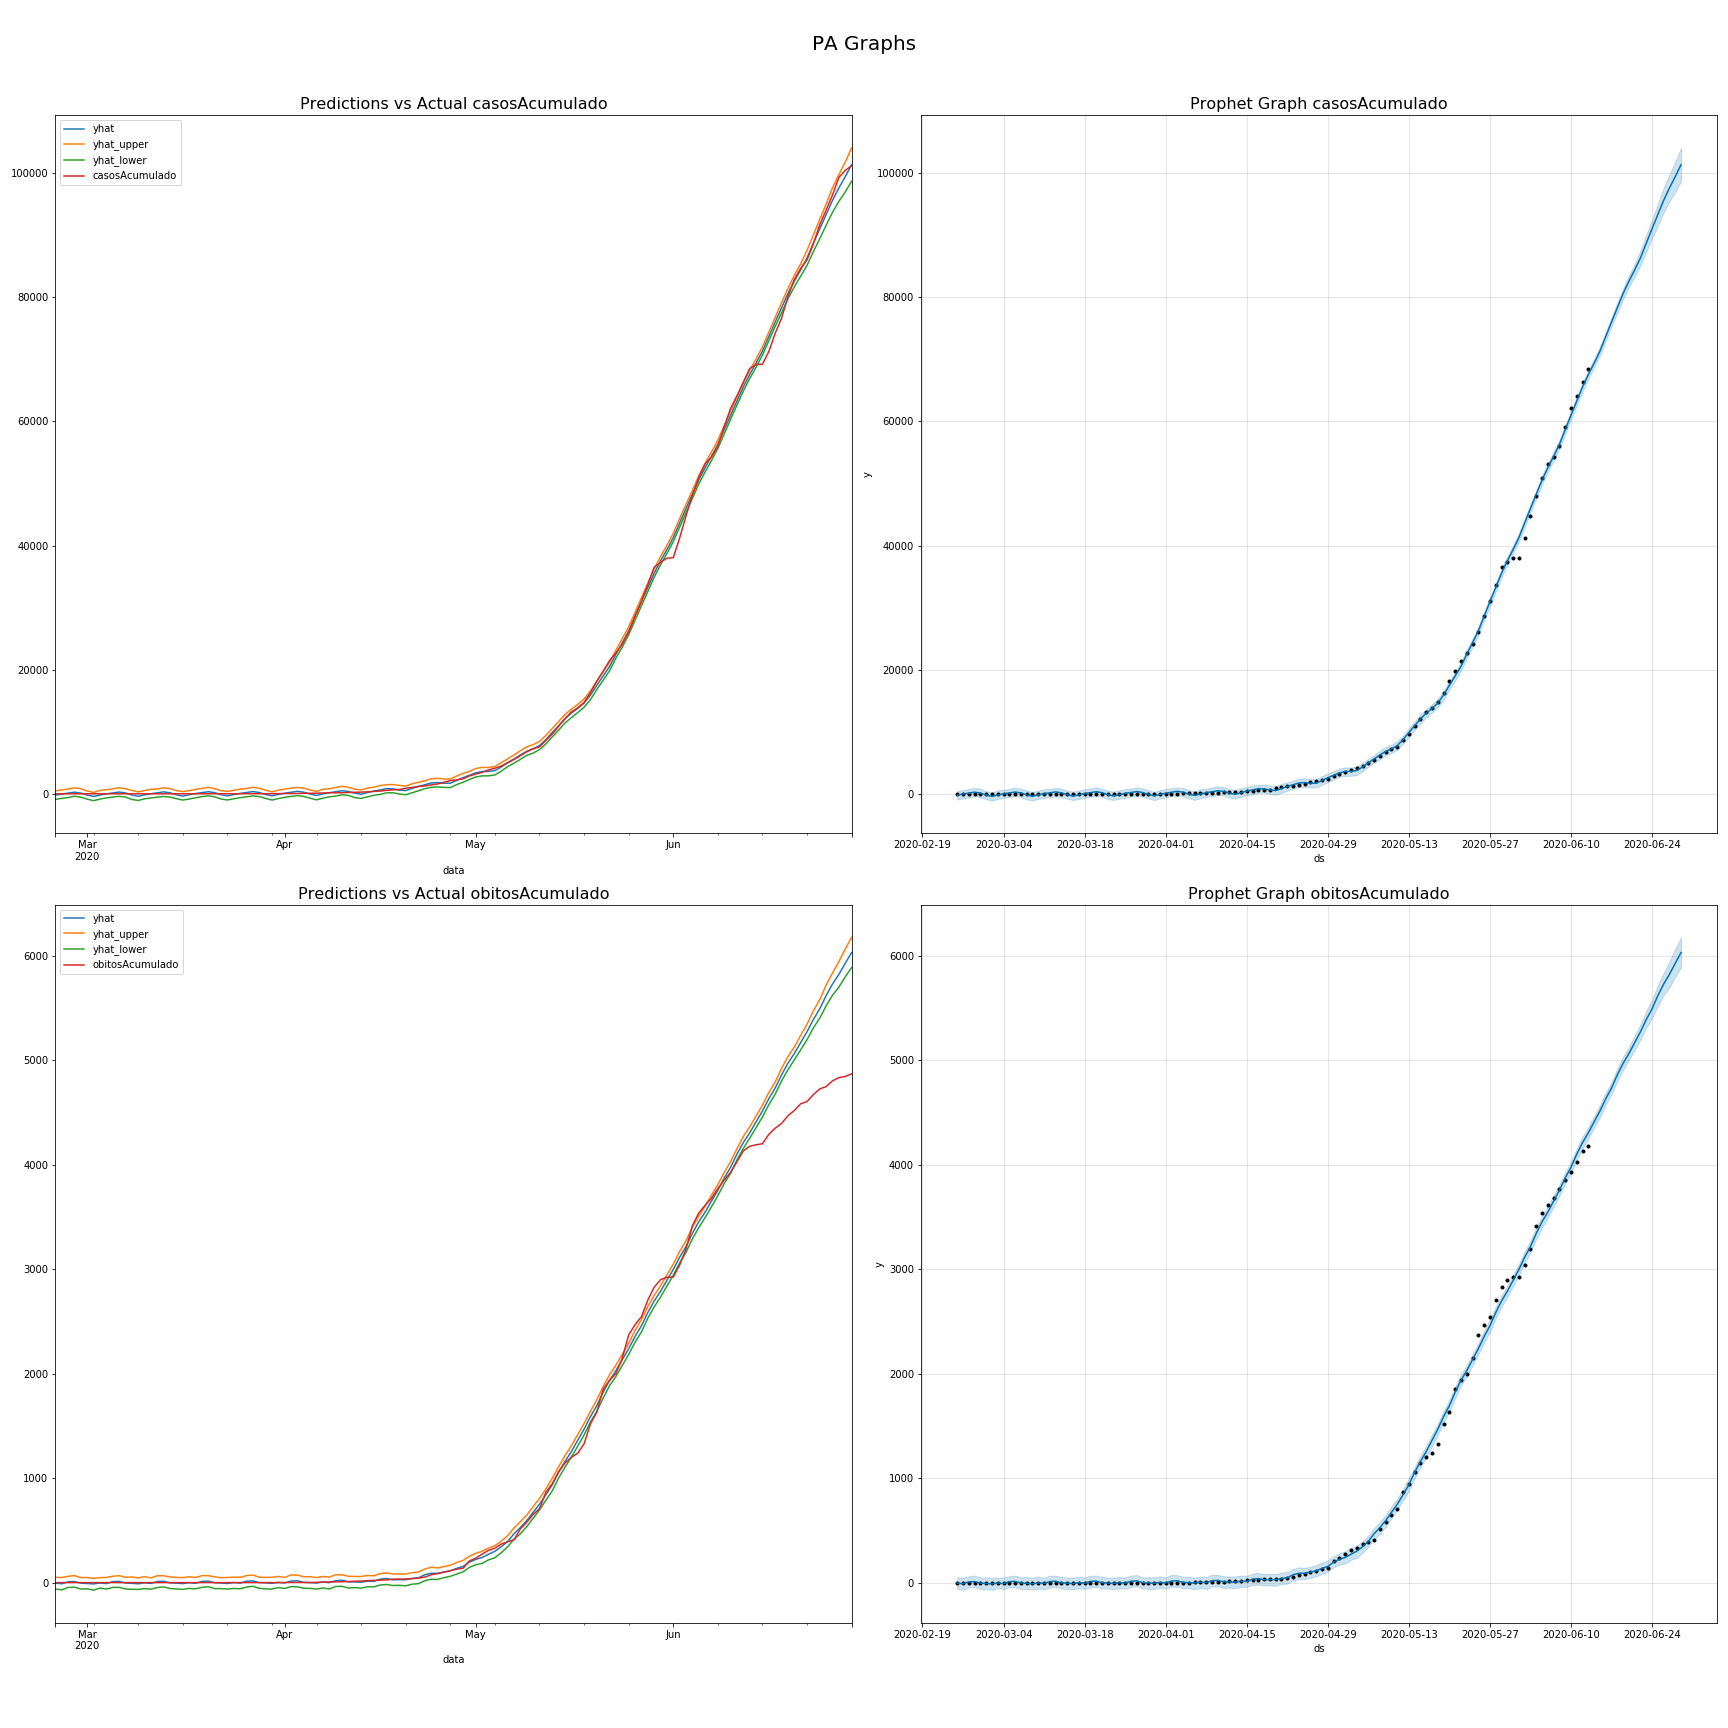 PA Graphs
Predictions vs Actual casosAcumulado
yhat
yhat_upper
yhat_lower
casosAcumulado
100000
80000
60000
40000
20000
0
Mar
2020
Apr
May
Jun
data
Prophet Graph casosAcumulado
100000
80000
60000
40000
20000
0
y
2020-02-19
2020-03-04
2020-03-18
2020-04-01
2020-04-15
2020-04-29
2020-05-13
2020-05-27
2020-06-10
2020-06-24
ds
Predictions vs Actual obitosAcumulado
yhat
yhat_upper
yhat_lower
obitosAcumulado
6000
5000
4000
3000
2000
1000
0
Mar
2020
Apr
May
Jun
data
Prophet Graph obitosAcumulado
6000
5000
4000
3000
2000
1000
0
y
2020-02-19
2020-03-04
2020-03-18
2020-04-01
2020-04-15
2020-04-29
2020-05-13
2020-05-27
2020-06-10
2020-06-24
ds